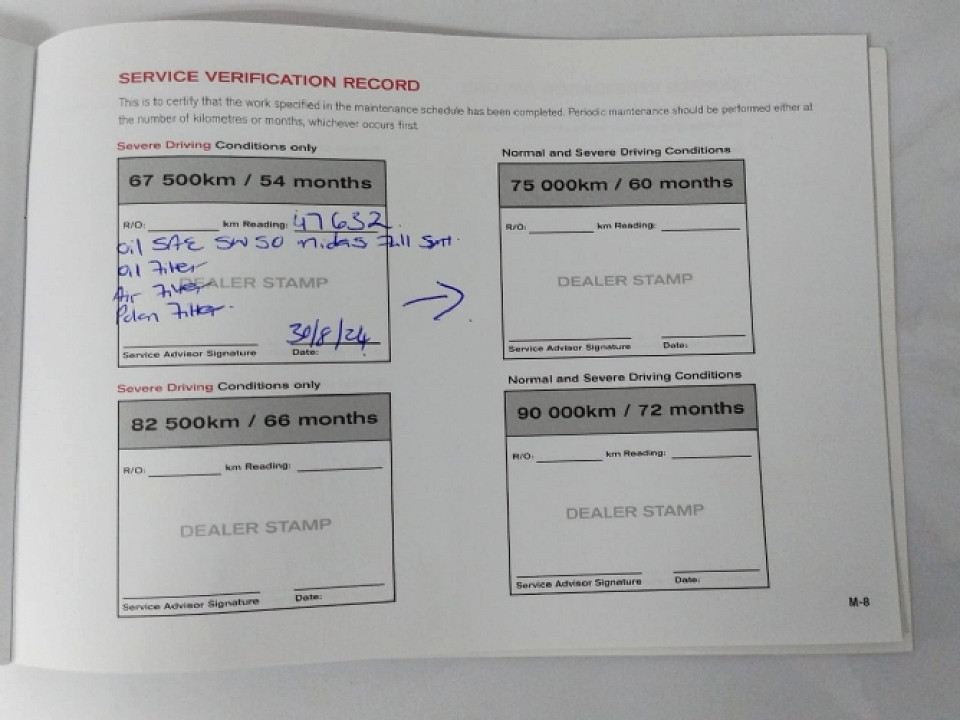 SERVICE VERIFICATION RECORD
This is to certify that the work specified in the maintenance schedule has been completed. Periodic maintenance should be performed either at
the number of kilometres or months, whichever occurs first
Severe Driving Conditions only
67 500km / 54 months
R/O: km Reading: 47632
Oil SAE 5W50 midas Full Synt.
Oil Filter
Air Filter
DEALER STAMP
Polen Filter.
30/8/24
Service Advisor Signature Date:
Normal and Severe Driving Conditions
75 000km / 60 months
R/O: km Reading:
DEALER STAMP
Service Advisor Signature Date:
Severe Driving Conditions only
82 500km / 66 months
R/O: km Reading:
DEALER STAMP
Service Advisor Signature Date:
Normal and Severe Driving Conditions
90 000km / 72 months
R/O: km Reading:
DEALER STAMP
Service Advisor Signature Date:
M-8